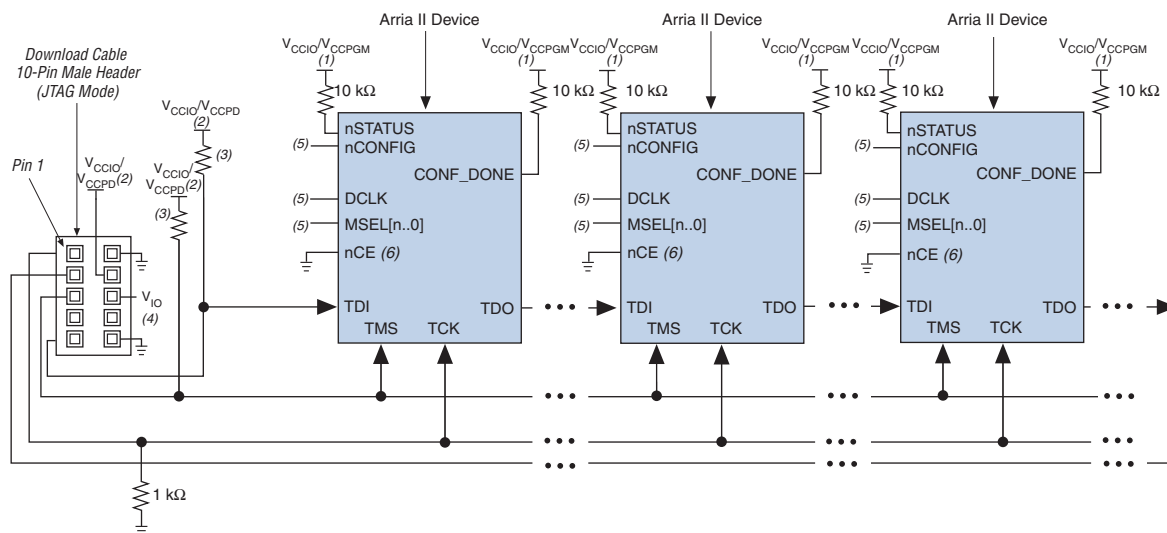 Arria II Device
Arria II Device
Arria II Device
Download Cable
10-Pin Male Header
(JTAG Mode)
Pin 1
VCCIO/
VCCPD(2)
VCCIO/VCCPD
(2)
(3)
VCCIO/
VCCPD(2)
(3)
VIO
(4)
1 kΩ
VCCIO/VCCPGM
(1)
10 kΩ
VCCIO/VCCPGM
(1)
10 kΩ
nSTATUS
(5) nCONFIG
CONF_DONE
(5) DCLK
(5) MSEL[n..0]
nCE (6)
TDI
TDO
TMS TCK
VCCIO/VCCPGM
(1)
10 kΩ
VCCIO/VCCPGM
(1)
10 kΩ
nSTATUS
(5) nCONFIG
CONF_DONE
(5) DCLK
(5) MSEL[n..0]
nCE (6)
TDI
TDO
TMS TCK
VCCIO/VCCPGM
(1)
10 kΩ
VCCIO/VCCPGM
(1)
10 kΩ
nSTATUS
(5) nCONFIG
CONF_DONE
(5) DCLK
(5) MSEL[n..0]
nCE (6)
TDI
TDO
TMS TCK